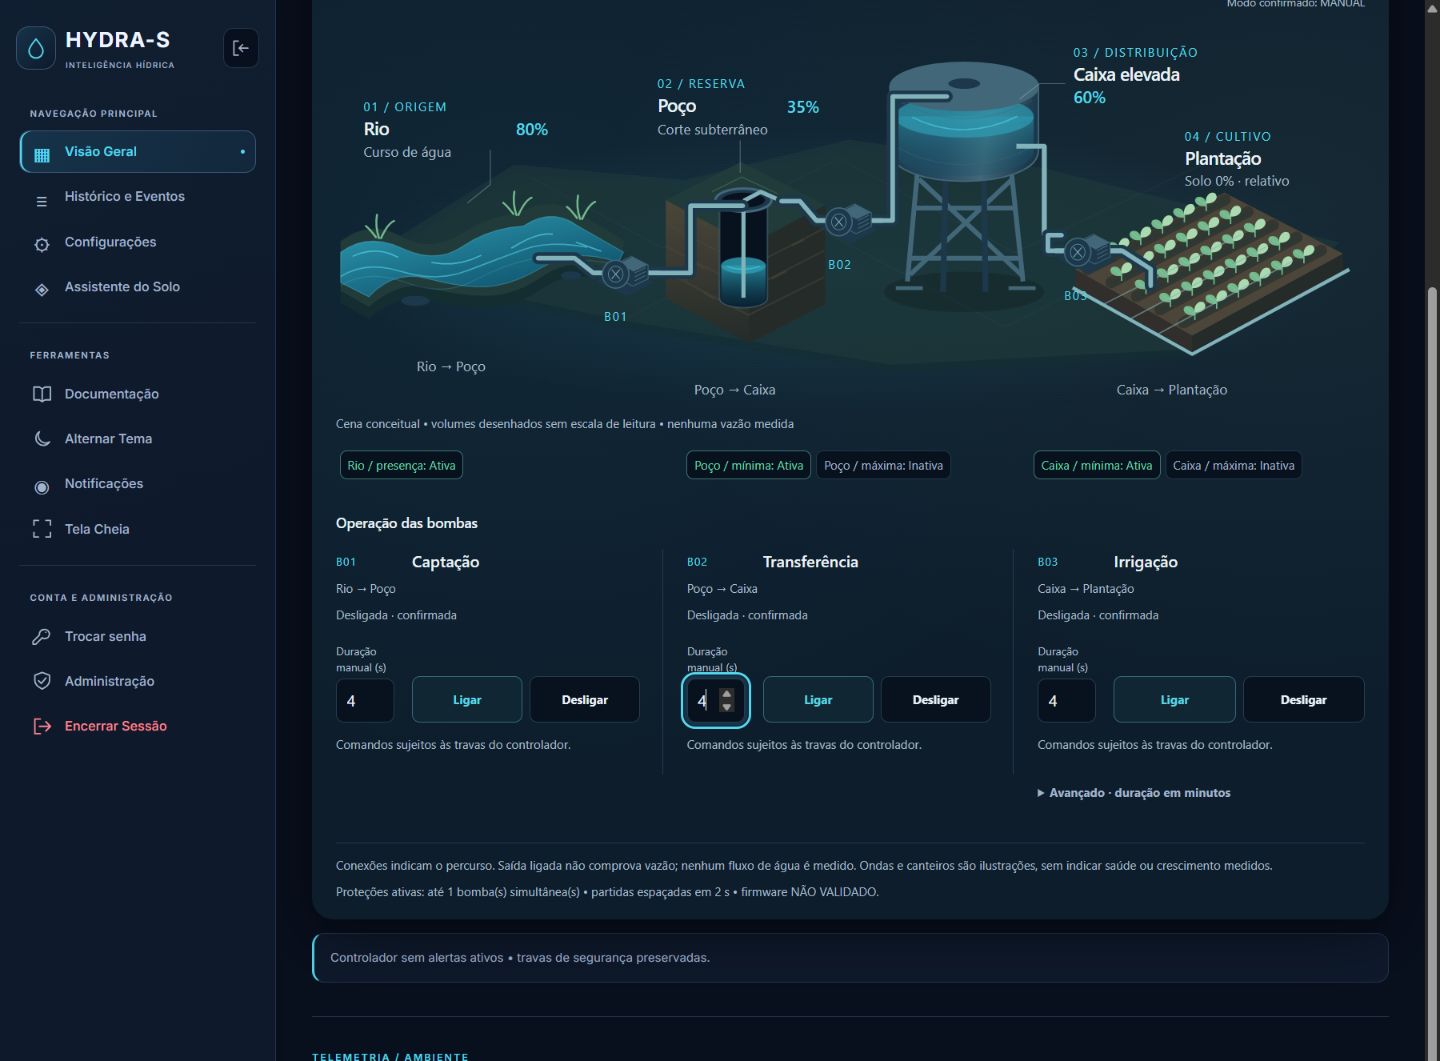 HYDRA-S
INTELIGÊNCIA HÍDRICA
NAVEGAÇÃO PRINCIPAL
Visão Geral
Histórico e Eventos
Configurações
Assistente do Solo
FERRAMENTAS
Documentação
Alternar Tema
Notificações
Tela Cheia
CONTA E ADMINISTRAÇÃO
Trocar senha
Administração
Encerrar Sessão
Modo confirmado: MANUAL
01 / ORIGEM
Rio 80%
Curso de água
02 / RESERVA
Poço 35%
Corte subterrâneo
03 / DISTRIBUIÇÃO
Caixa elevada
60%
04 / CULTIVO
Plantação
Solo 0% · relativo
B01
B02
B03
Rio → Poço
Poço → Caixa
Caixa → Plantação
Cena conceitual • volumes desenhados sem escala de leitura • nenhuma vazão medida
Rio / presença: Ativa
Poço / mínima: Ativa
Poço / máxima: Inativa
Caixa / mínima: Ativa
Caixa / máxima: Inativa
Operação das bombas
B01 Captação
Rio → Poço
Desligada · confirmada
Duração
manual (s)
4 Ligar Desligar
Comandos sujeitos às travas do controlador.
B02 Transferência
Poço → Caixa
Desligada · confirmada
Duração
manual (s)
4 Ligar Desligar
Comandos sujeitos às travas do controlador.
B03 Irrigação
Caixa → Plantação
Desligada · confirmada
Duração
manual (s)
4 Ligar Desligar
Comandos sujeitos às travas do controlador.
Avançado · duração em minutos
Conexões indicam o percurso. Saída ligada não comprova vazão; nenhum fluxo de água é medido. Ondas e canteiros são ilustrações, sem indicar saúde ou crescimento medidos.
Proteções ativas: até 1 bomba(s) simultânea(s) • partidas espaçadas em 2 s • firmware NÃO VALIDADO.
Controlador sem alertas ativos • travas de segurança preservadas.
TELEMETRIA / AMBIENTE